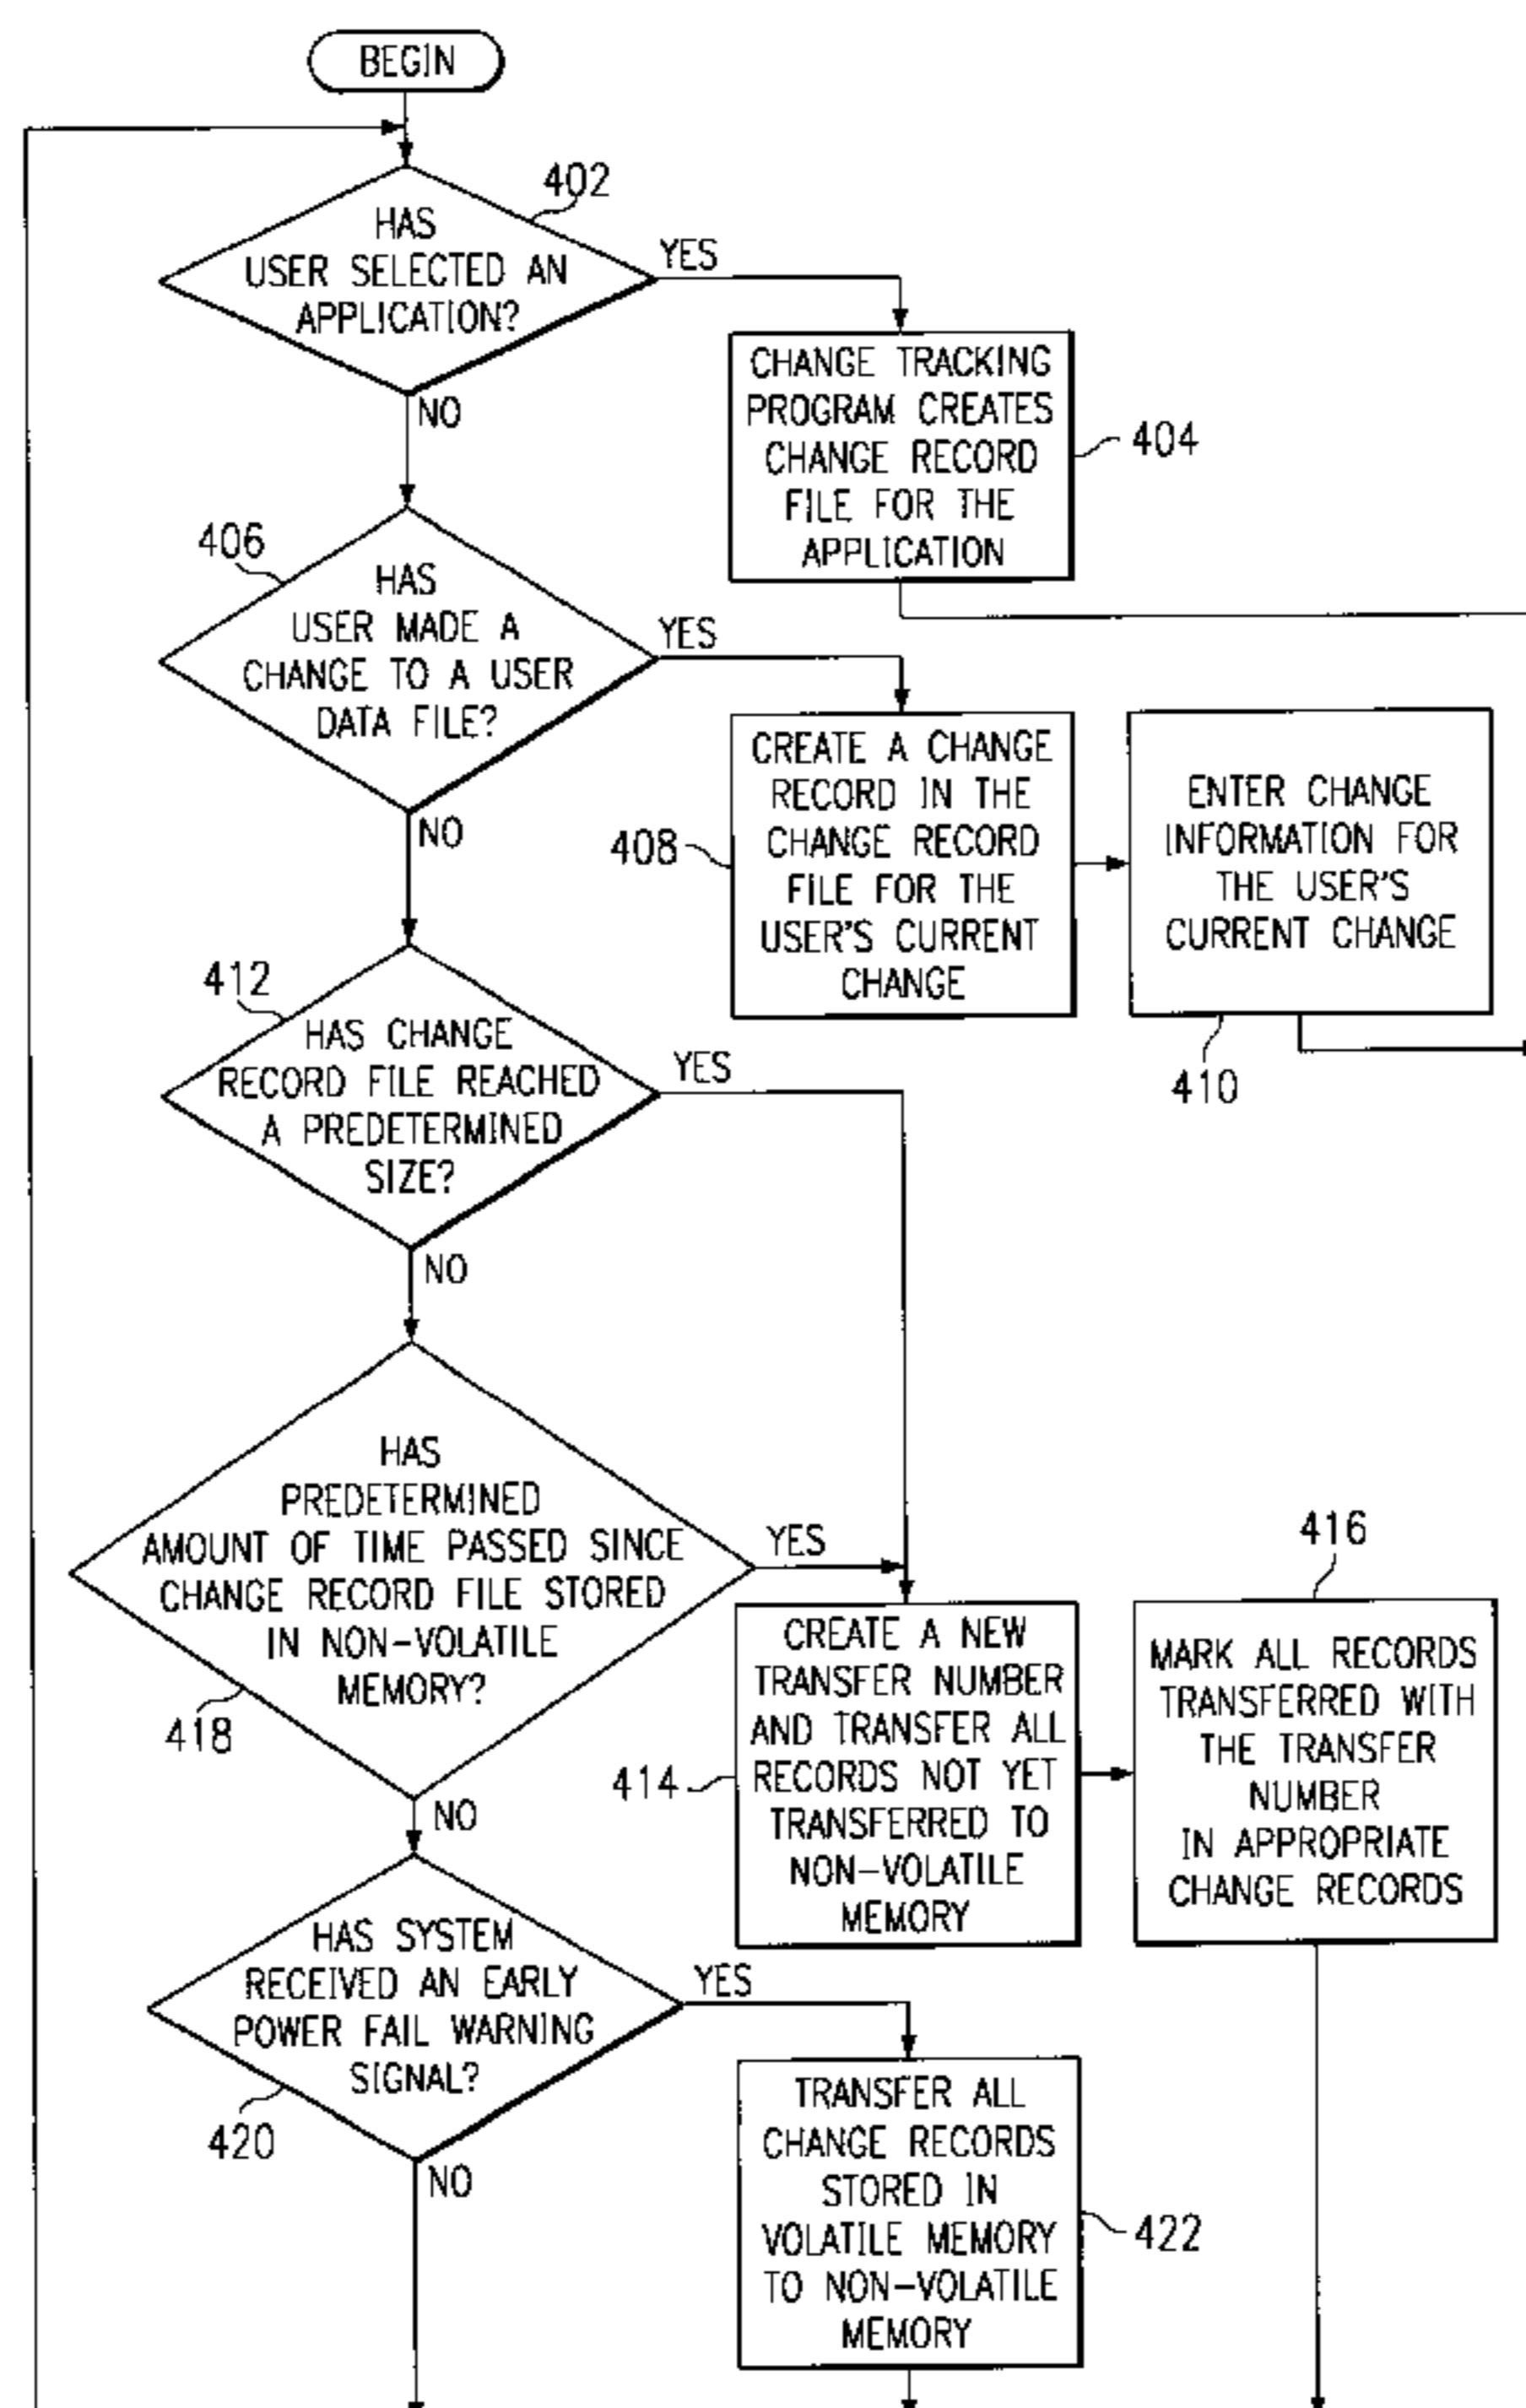 BEGIN
402
HAS
USER SELECTED AN
APPLICATION?
YES
NO
CHANGE TRACKING
PROGRAM CREATES
CHANGE RECORD
FILE FOR THE
APPLICATION
404
406
HAS
USER MADE A
CHANGE TO A USER
DATA FILE?
YES
NO
CREATE A CHANGE
RECORD IN THE
CHANGE RECORD
FILE FOR THE
USER'S CURRENT
CHANGE
408
ENTER CHANGE
INFORMATION FOR
THE USER'S
CURRENT CHANGE
410
412
HAS CHANGE
RECORD FILE REACHED
A PREDETERMINED
SIZE?
YES
NO
HAS
PREDETERMINED
AMOUNT OF TIME PASSED SINCE
CHANGE RECORD FILE STORED
IN NON-VOLATILE
MEMORY?
418
YES
NO
CREATE A NEW
TRANSFER NUMBER
AND TRANSFER ALL
RECORDS NOT YET
TRANSFERRED TO
NON-VOLATILE
MEMORY
414
416
MARK ALL RECORDS
TRANSFERRED WITH
THE TRANSFER
NUMBER
IN APPROPRIATE
CHANGE RECORDS
HAS SYSTEM
RECEIVED AN EARLY
POWER FAIL WARNING
SIGNAL?
420
YES
NO
TRANSFER ALL
CHANGE RECORDS
STORED IN
VOLATILE MEMORY
TO NON-VOLATILE
MEMORY
422